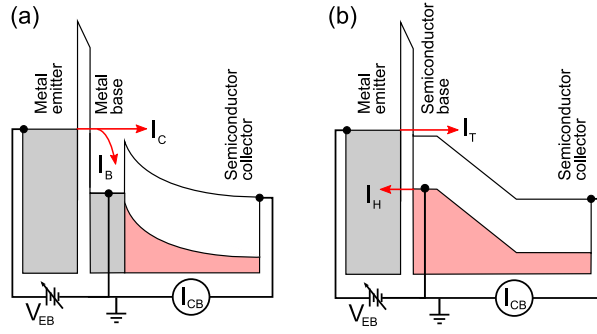 (a)
Metal
emitter
Metal
base
Semiconductor
collector
I_C
I_B
V_EB
I_CB
(b)
Metal
emitter
Semiconductor
base
Semiconductor
collector
I_T
I_H
V_EB
I_CB